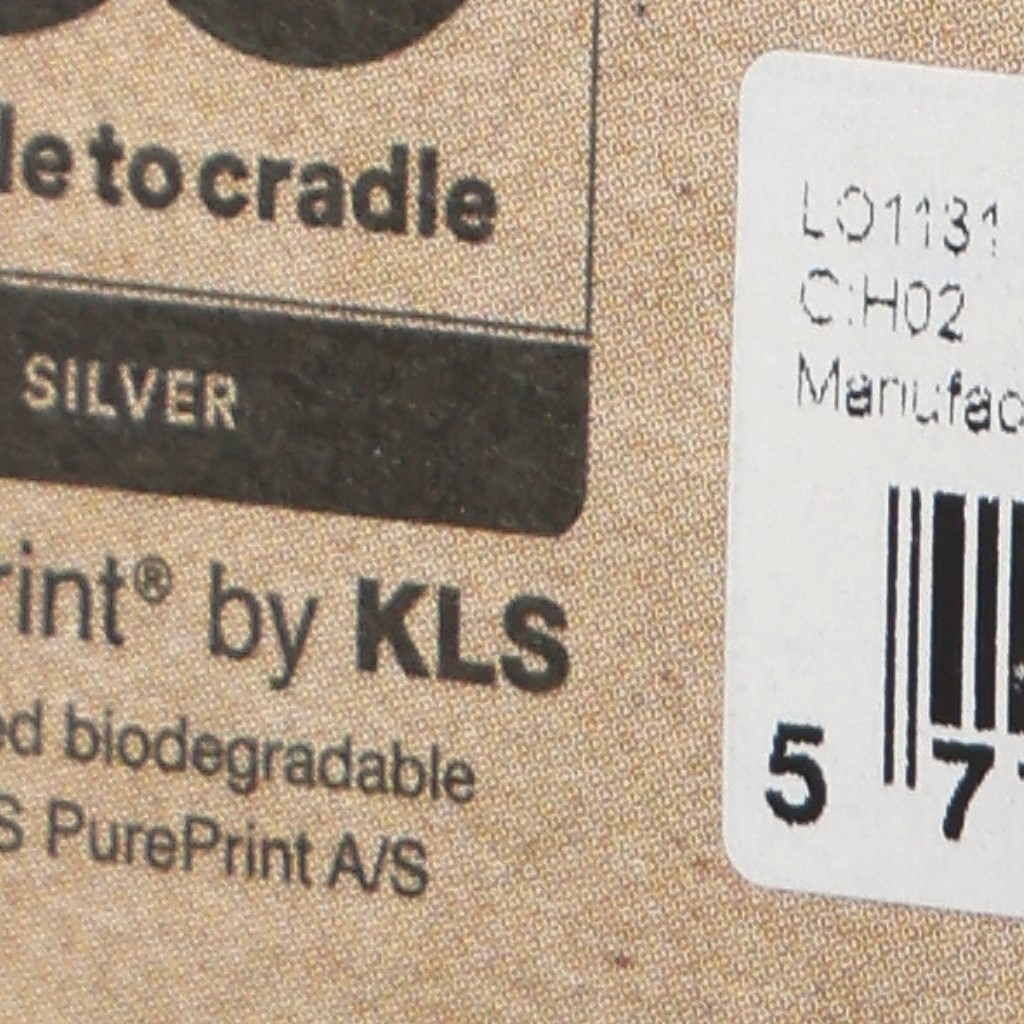 le to cradle
SILVER
rint® by KLS
ed biodegradable
S PurePrint A/S
LO1131
C:H02
Manufac
5 7